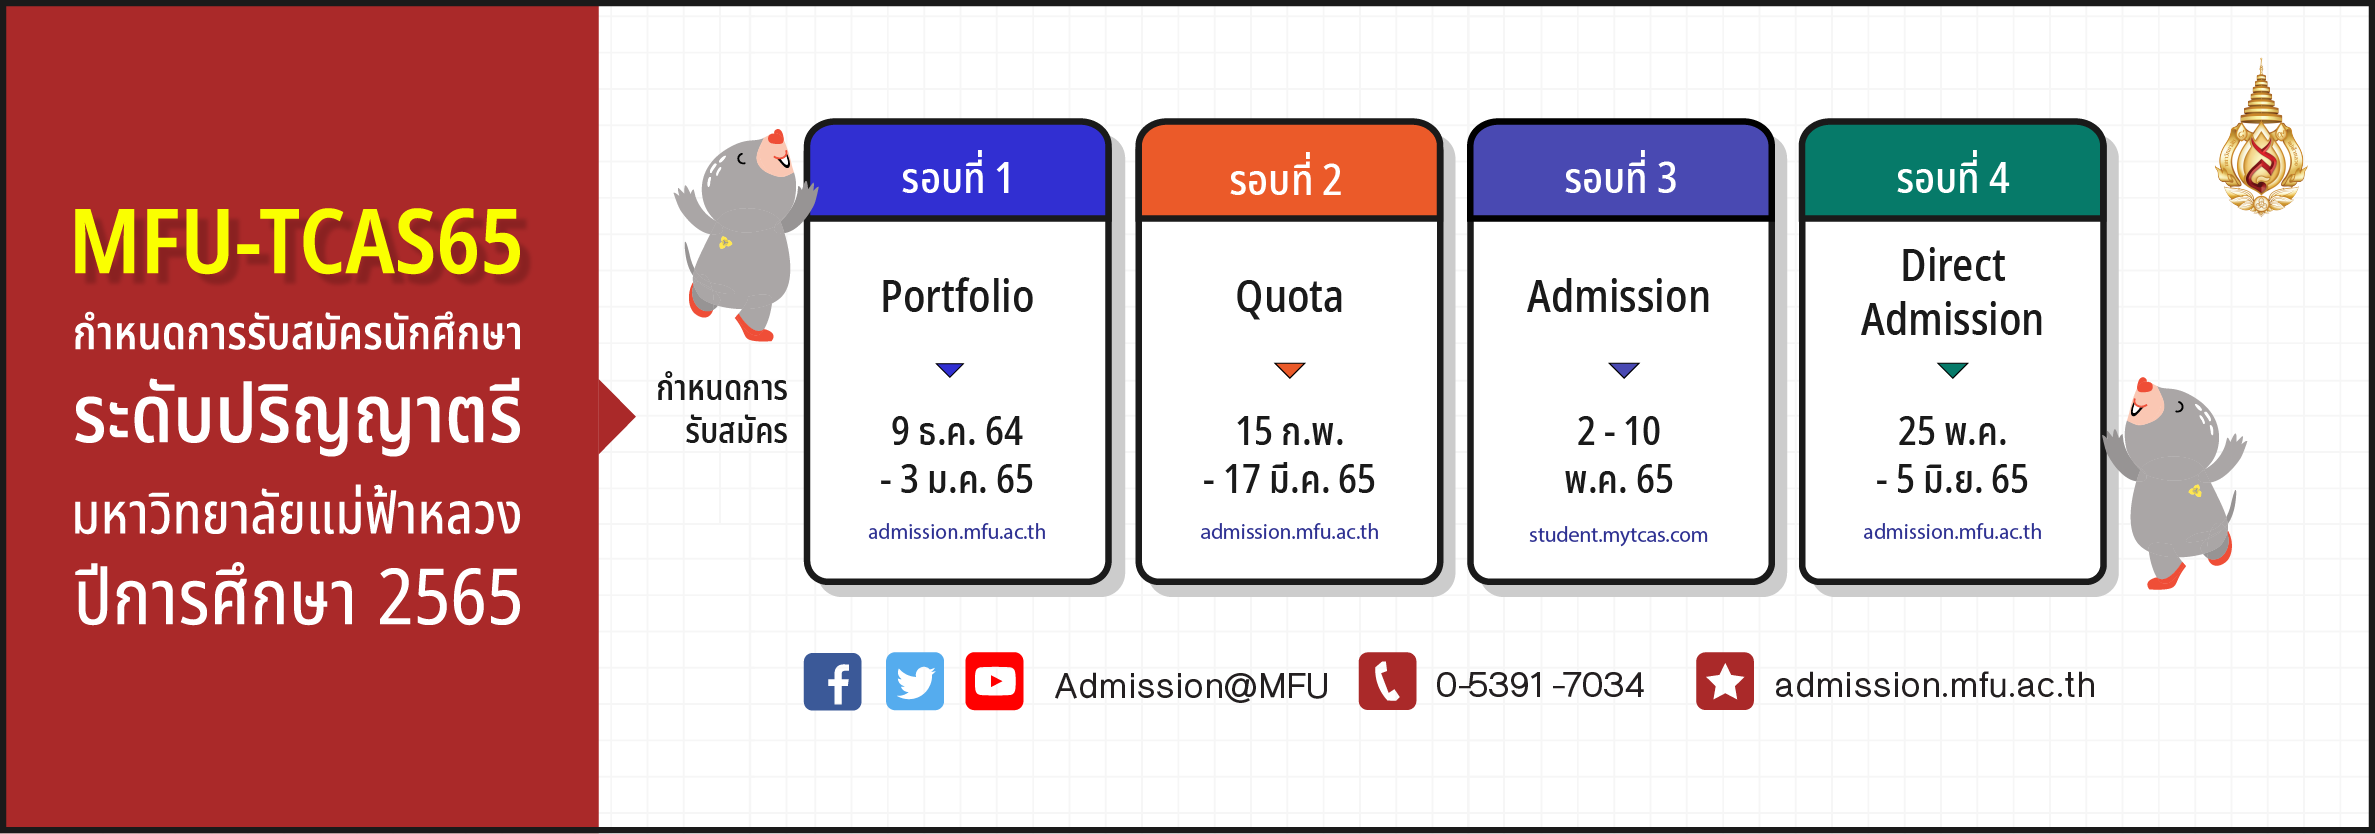 MFU-TCAS65
กำหนดการรับสมัครนักศึกษา
ระดับปริญญาตรี
มหาวิทยาลัยแม่ฟ้าหลวง
ปีการศึกษา 2565
กำหนดการ
รับสมัคร
รอบที่ 1
Portfolio
9 ธ.ค. 64
- 3 ม.ค. 65
admission.mfu.ac.th
รอบที่ 2
Quota
15 ก.พ.
- 17 มี.ค. 65
admission.mfu.ac.th
รอบที่ 3
Admission
2 - 10
พ.ค. 65
student.mytcas.com
รอบที่ 4
Direct
Admission
25 พ.ค.
- 5 มิ.ย. 65
admission.mfu.ac.th
Admission@MFU
0-5391-7034
admission.mfu.ac.th